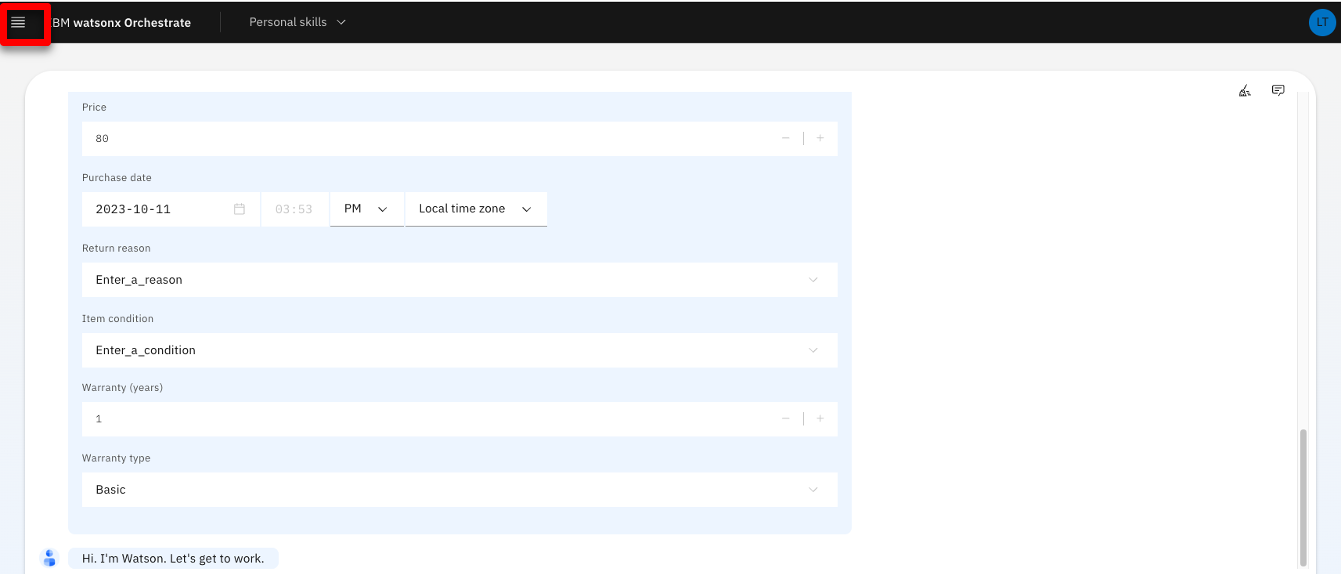 BM watsonx Orchestrate
Personal skills
LT
Price
80
Purchase date
2023-10-11 03:53 PM Local time zone
Return reason
Enter_a_reason
Item condition
Enter_a_condition
Warranty (years)
1
Warranty type
Basic
Hi. I'm Watson. Let's get to work.